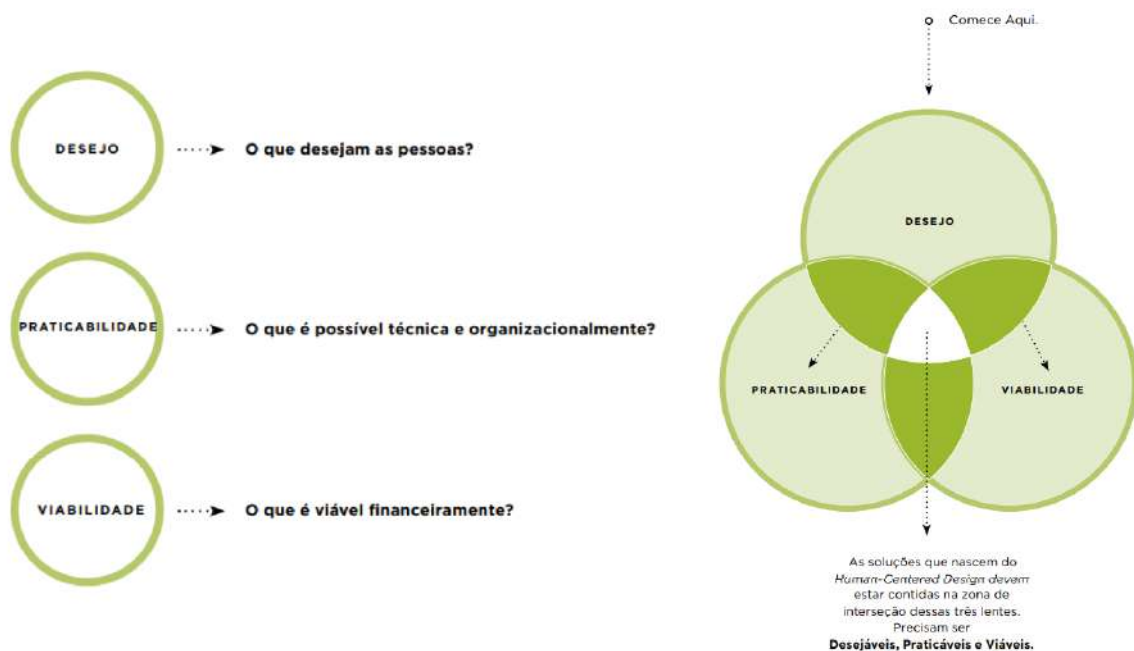 DESEJO
O que desejam as pessoas?
PRATICABILIDADE
O que é possível técnica e organizacionalmente?
VIABILIDADE
O que é viável financeiramente?
Comece Aqui.
DESEJO
PRATICABILIDADE
VIABILIDADE
As soluções que nascem do
Human-Centered Design devem
estar contidas na zona de
interseção dessas três lentes.
Precisam ser
Desejáveis, Praticáveis e Viáveis.